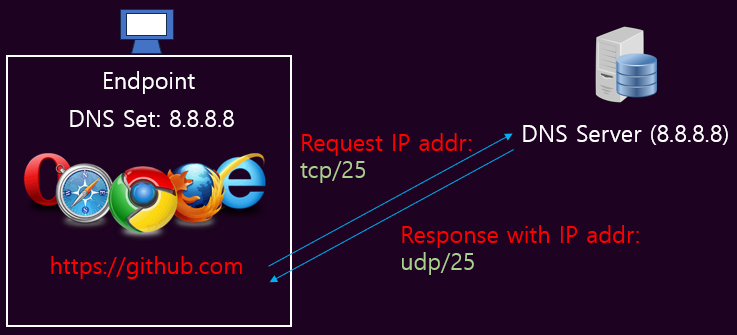 Endpoint
DNS Set: 8.8.8.8
https://github.com
Request IP addr:
tcp/25
Response with IP addr:
udp/25
DNS Server (8.8.8.8)